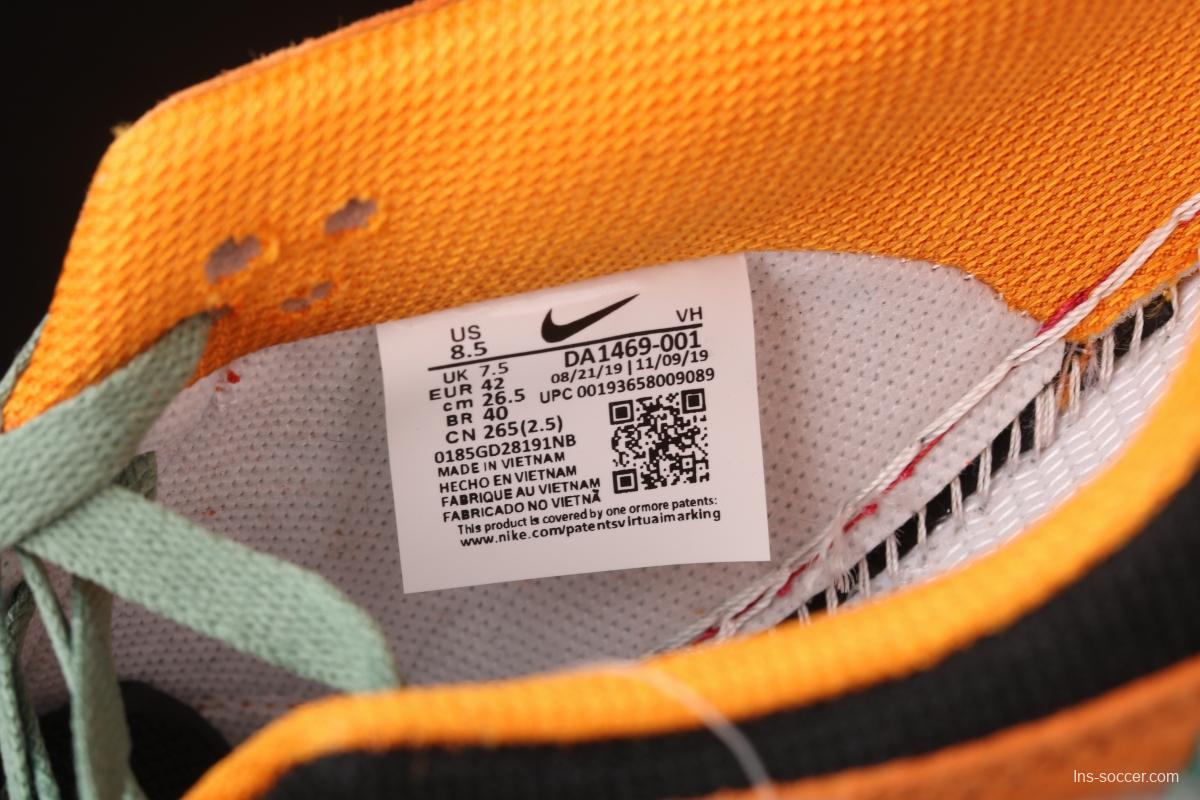 US
8.5
VH
DA1469-001
08/21/19 | 11/09/19
UPC 00193658009089
UK 7.5
EUR 42
cm 26.5
BR 40
CN 265(2.5)
0185GD28191NB
MADE IN VIETNAM
HECHO EN VIETNAM
FABRIQUE AU VIETNAM
FABRICADO NO VIETNÃ
This product is covered by one ormore patents:
www.nike.com/patentsvirtuaimarking
lns-soccer.com